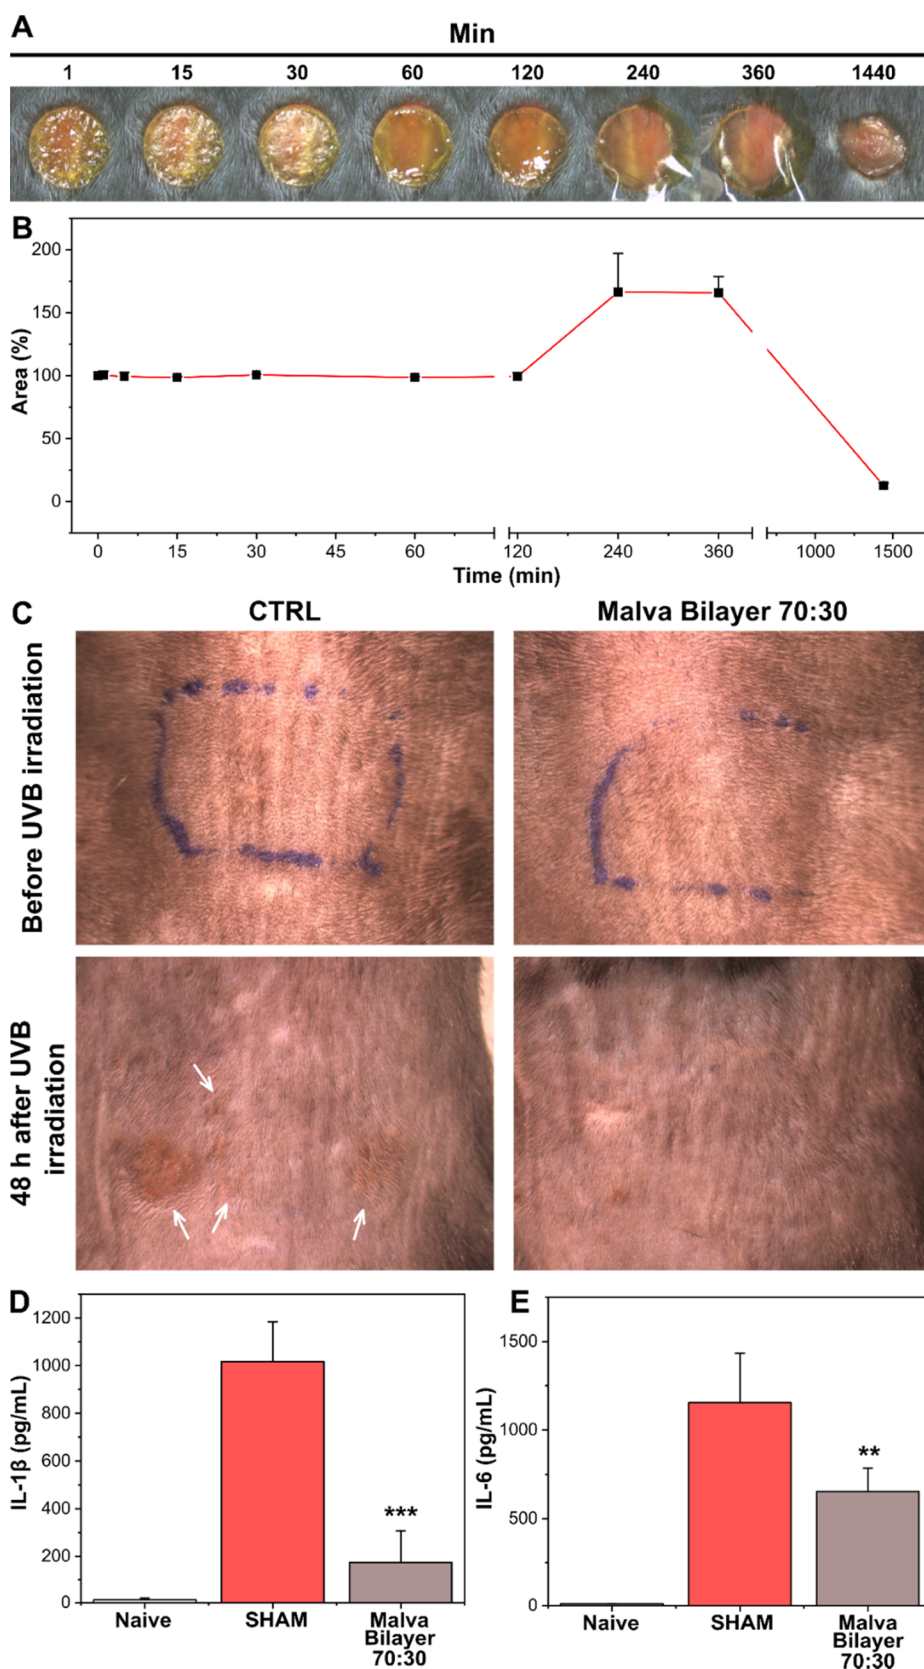 A
Min
1 15 30 60 120 240 360 1440
B
200
150
100
50
0
Area (%)
0 15 30 45 60 120 240 360 1000 1500
Time (min)
C
CTRL
Malva Bilayer 70:30
Before UVB irradiation
48 h after UVB
irradiation
D
1200
1000
800
600
400
200
0
IL-1β (pg/mL)
***
Naive
SHAM
Malva
Bilayer
70:30
E
1500
1000
500
0
IL-6 (pg/mL)
**
Naive
SHAM
Malva
Bilayer
70:30